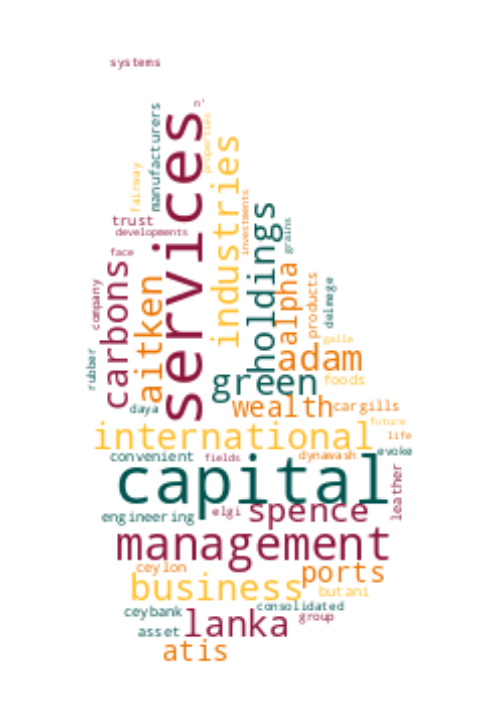 systems
n'
manufacturers
properties
services
industries
fairway
investments
trust
holdings
grains
developments
face
carbons
alpha
aitken
company
products
delmege
galle
rubber
adam
green
foods
daya
wealth
cargills
future
international
life
convenient
fields
dynawash
evoke
capital
leather
engineering
elgi
spence
management
ceylon
ports
business
butani
ceybank
consolidated
lanka
group
asset
atis